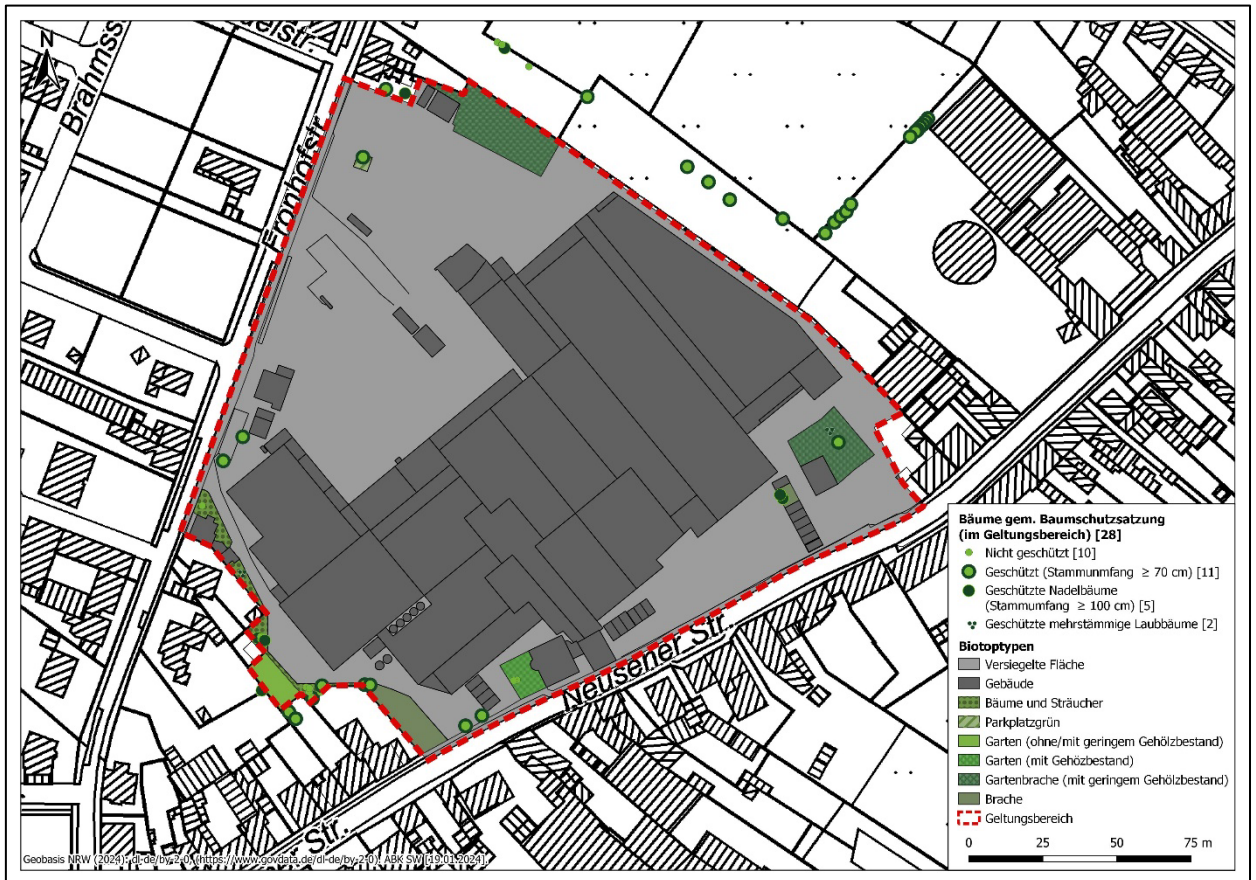 N
Brahmss
delstr.
Fronhofstr.
Neusener Str.
r Str.
Bäume gem. Baumschutzsatzung
(im Geltungsbereich) [28]
Nicht geschützt [10]
Geschützt (Stammunmfang ≥ 70 cm) [11]
Geschützte Nadelbäume
(Stammumfang ≥ 100 cm) [5]
Geschützte mehrstämmige Laubbäume [2]
Biotoptypen
Versiegelte Fläche
Gebäude
Bäume und Sträucher
Parkplatzgrün
Garten (ohne/mit geringem Gehölzbestand)
Garten (mit Gehözbestand)
Gartenbrache (mit geringem Gehölzbestand)
Brache
Geltungsbereich
0 25 50 75 m
Geobasis NRW (2024): dl-de/by-2-0, (https://www.govdata.de/dl-de/by-2-0). ABK SW [19.01.2024].